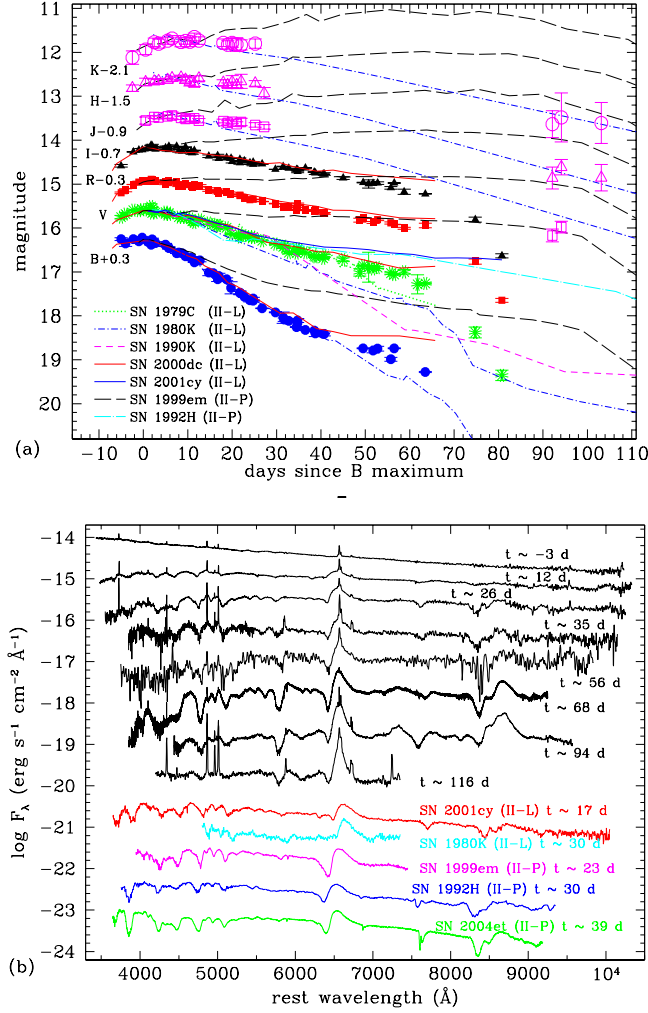 11
12
13
14
15
16
17
18
19
20
magnitude
K−2.1
H−1.5
J−0.9
I−0.7
R−0.3
V
B+0.3
SN 1979C (II−L)
SN 1980K (II−L)
SN 1990K (II−L)
SN 2000dc (II−L)
SN 2001cy (II−L)
SN 1999em (II−P)
SN 1992H (II−P)
(a)
−10 0 10 20 30 40 50 60 70 80 90 100 110
days since B maximum
−14
−15
−16
−17
−18
−19
−20
−21
−22
−23
−24
log Fλ (erg s⁻¹ cm⁻² Å⁻¹)
t ~ −3 d
t ~ 12 d
t ~ 26 d
t ~ 35 d
t ~ 56 d
t ~ 68 d
t ~ 94 d
t ~ 116 d
SN 2001cy (II−L) t ~ 17 d
SN 1980K (II−L) t ~ 30 d
SN 1999em (II−P) t ~ 23 d
SN 1992H (II−P) t ~ 30 d
SN 2004et (II−P) t ~ 39 d
(b)
4000 5000 6000 7000 8000 9000 10⁴
rest wavelength (Å)